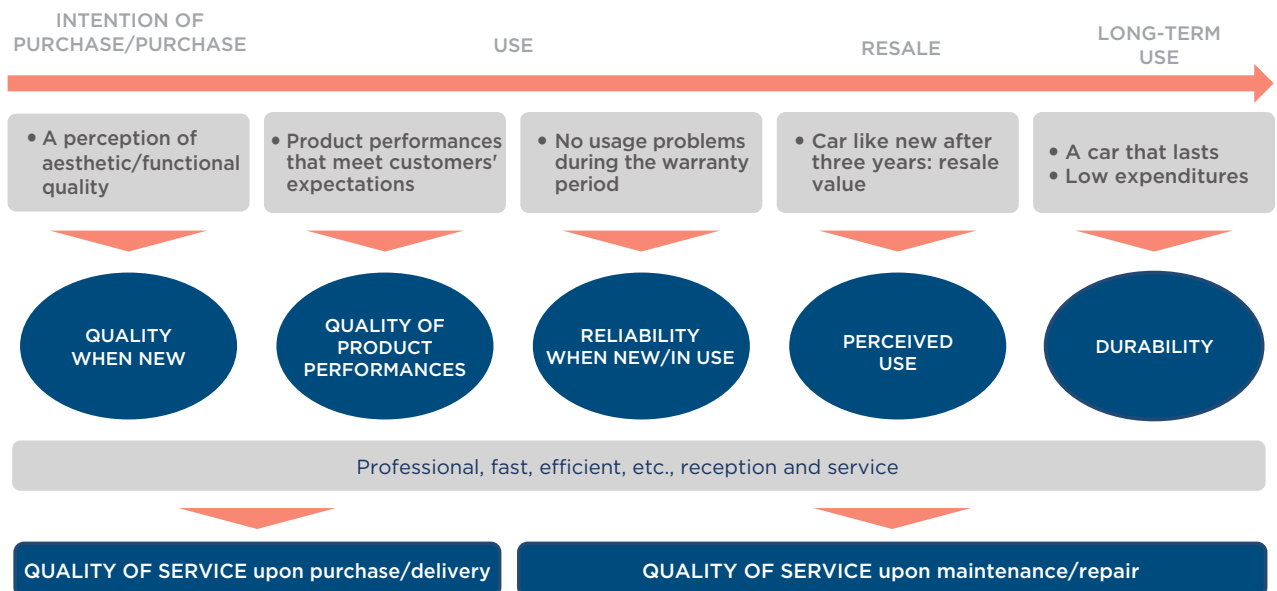 INTENTION OF
PURCHASE/PURCHASE
USE
RESALE
LONG-TERM
USE
• A perception of
aesthetic/functional
quality
• Product performances
that meet customers'
expectations
• No usage problems
during the warranty
period
• Car like new after
three years: resale
value
• A car that lasts
• Low expenditures
QUALITY
WHEN NEW
QUALITY OF
PRODUCT
PERFORMANCES
RELIABILITY
WHEN NEW/IN USE
PERCEIVED
USE
DURABILITY
Professional, fast, efficient, etc., reception and service
QUALITY OF SERVICE upon purchase/delivery
QUALITY OF SERVICE upon maintenance/repair